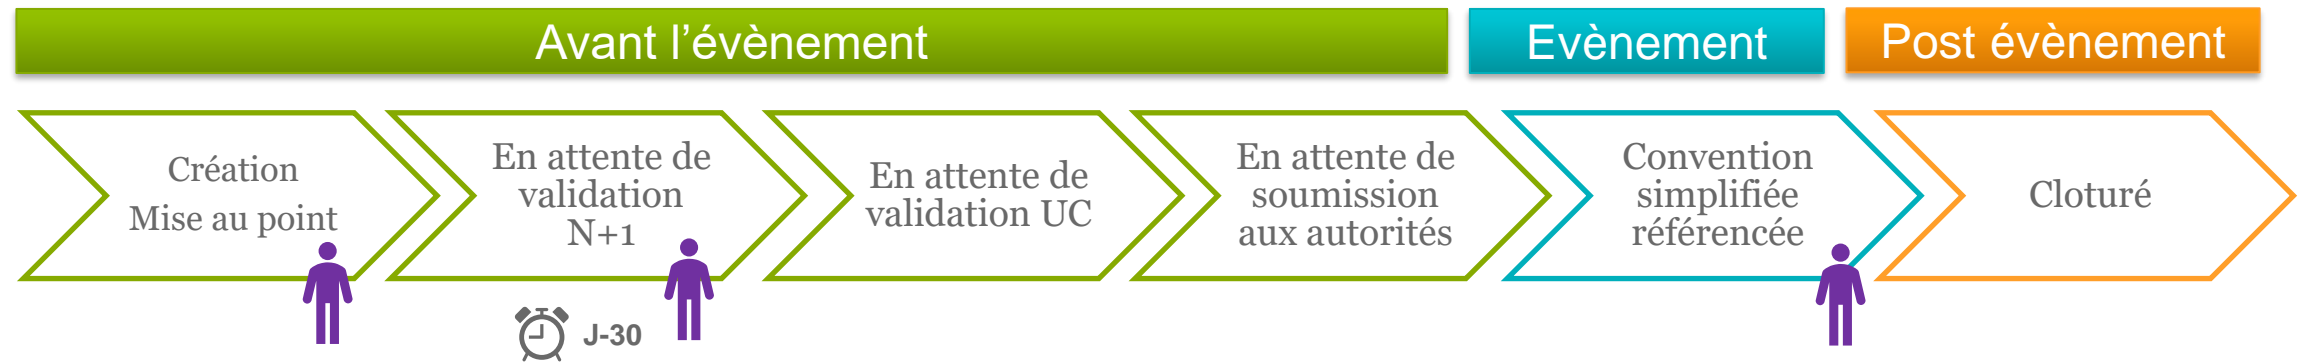 Avant l’évènement
Evènement
Post évènement
Création
Mise au point
En attente de
validation
N+1
En attente de
validation UC
En attente de
soumission
aux autorités
Convention
simplifiée
référencée
Cloturé
J-30